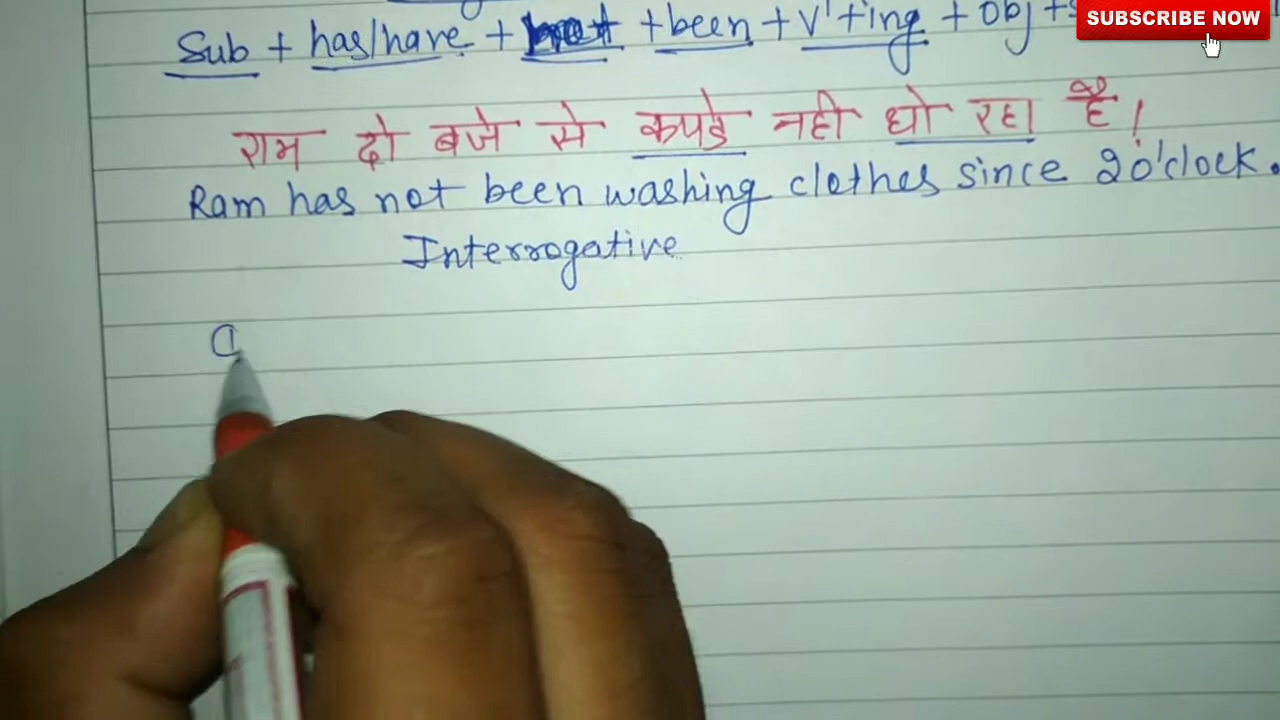 SUBSCRIBE NOW
Sub + has/have + not + been + V¹+ing + obj +
राम दो बजे से कपडे नही धो रहा है।
Ram has not been washing clothes since 2 o'clock.
Interrogative